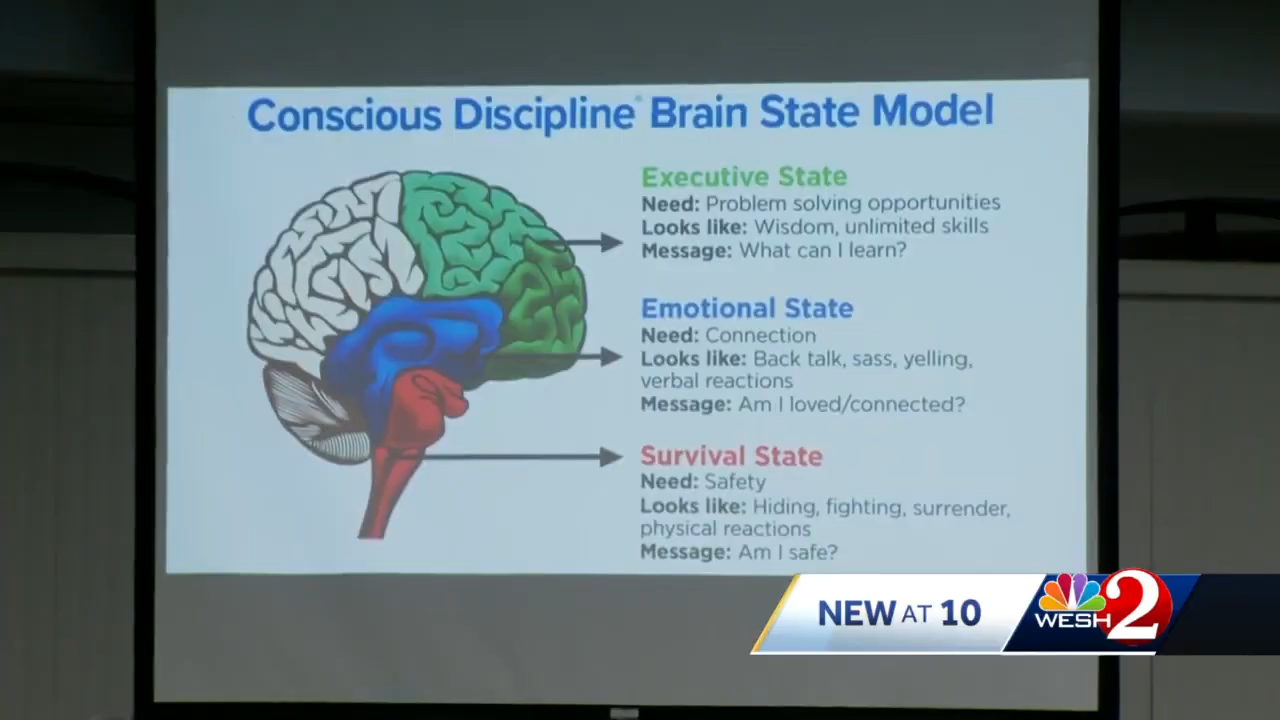 Conscious Discipline® Brain State Model
Executive State
Need: Problem solving opportunities
Looks like: Wisdom, unlimited skills
Message: What can I learn?
Emotional State
Need: Connection
Looks like: Back talk, sass, yelling,
verbal reactions
Message: Am I loved/connected?
Survival State
Need: Safety
Looks like: Hiding, fighting, surrender,
physical reactions
Message: Am I safe?
NEW AT 10
WESH 2